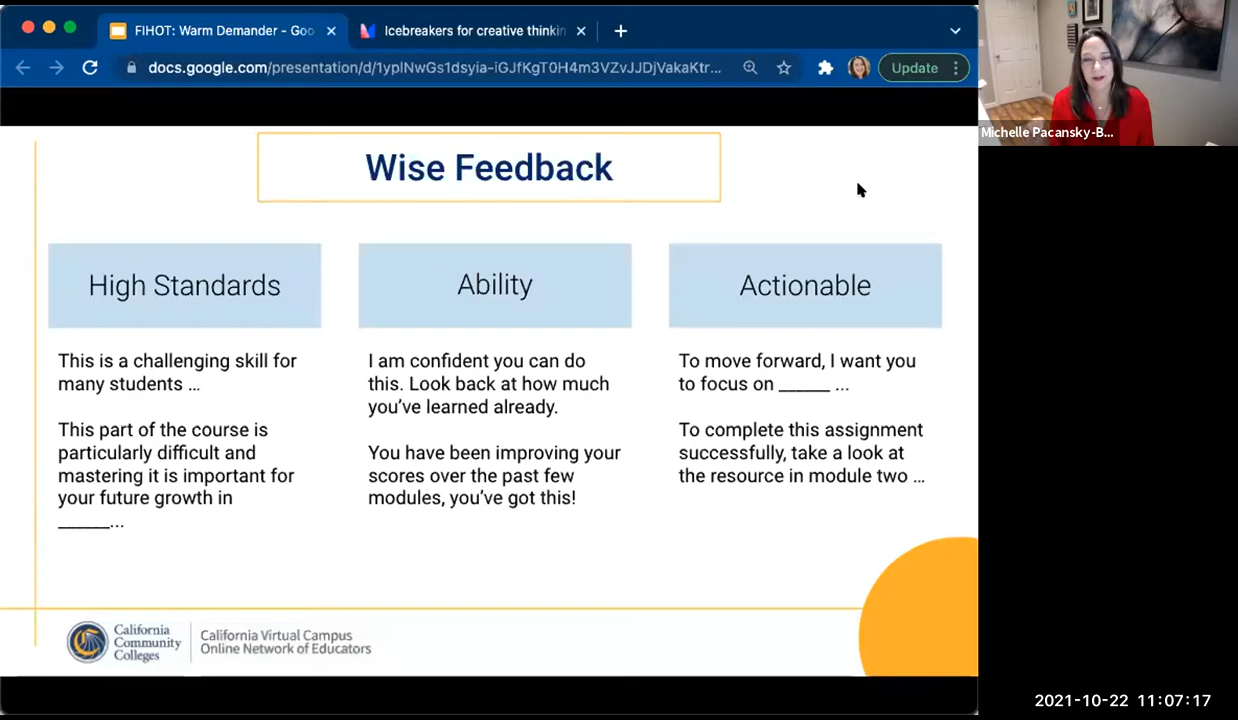 FIHOT: Warm Demander - Goo
Icebreakers for creative thinkin
docs.google.com/presentation/d/1yplNwGs1dsyia-iGJfKgT0H4m3VZvJJDjVakaKtr...
Update
Michelle Pacansky-B...
Wise Feedback
High Standards
Ability
Actionable
This is a challenging skill for
many students ...
This part of the course is
particularly difficult and
mastering it is important for
your future growth in
______...
I am confident you can do
this. Look back at how much
you’ve learned already.
You have been improving your
scores over the past few
modules, you’ve got this!
To move forward, I want you
to focus on ______ ...
To complete this assignment
successfully, take a look at
the resource in module two ...
California
Community
Colleges
California Virtual Campus
Online Network of Educators
2021-10-22 11:07:17